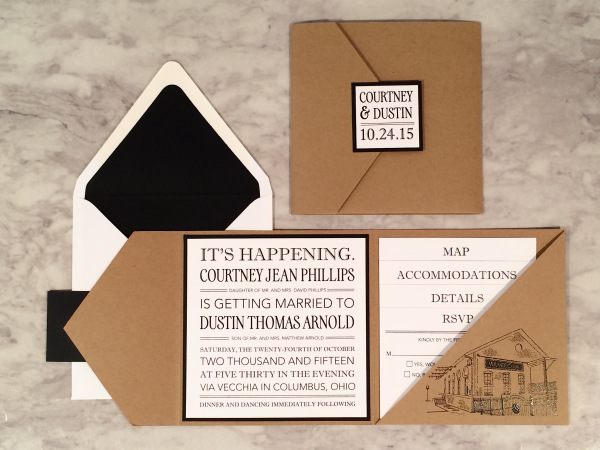 COURTNEY
& DUSTIN
10.24.15
IT'S HAPPENING.
COURTNEY JEAN PHILLIPS
DAUGHTER OF MR. AND MRS. DAVID PHILLIPS
IS GETTING MARRIED TO
DUSTIN THOMAS ARNOLD
SON OF MR. AND MRS. MATTHEW ARNOLD
SATURDAY, THE TWENTY-FOURTH OF OCTOBER
TWO THOUSAND AND FIFTEEN
AT FIVE THIRTY IN THE EVENING
VIA VECCHIA IN COLUMBUS, OHIO
DINNER AND DANCING IMMEDIATELY FOLLOWING
MAP
ACCOMMODATIONS
DETAILS
RSVP
KINDLY BY THE
M
YES,
NO,